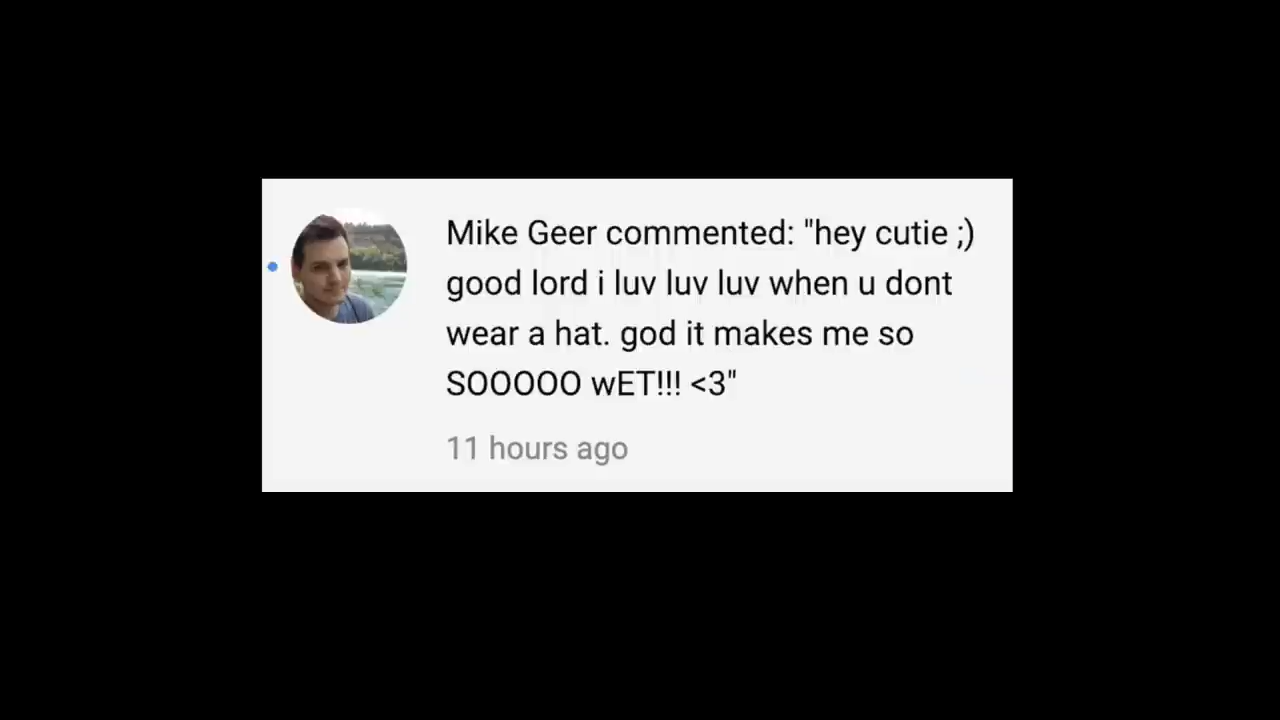 Mike Geer commented: "hey cutie ;)
good lord i luv luv luv when u dont
wear a hat. god it makes me so
SOOOOO wET!!! <3"
11 hours ago